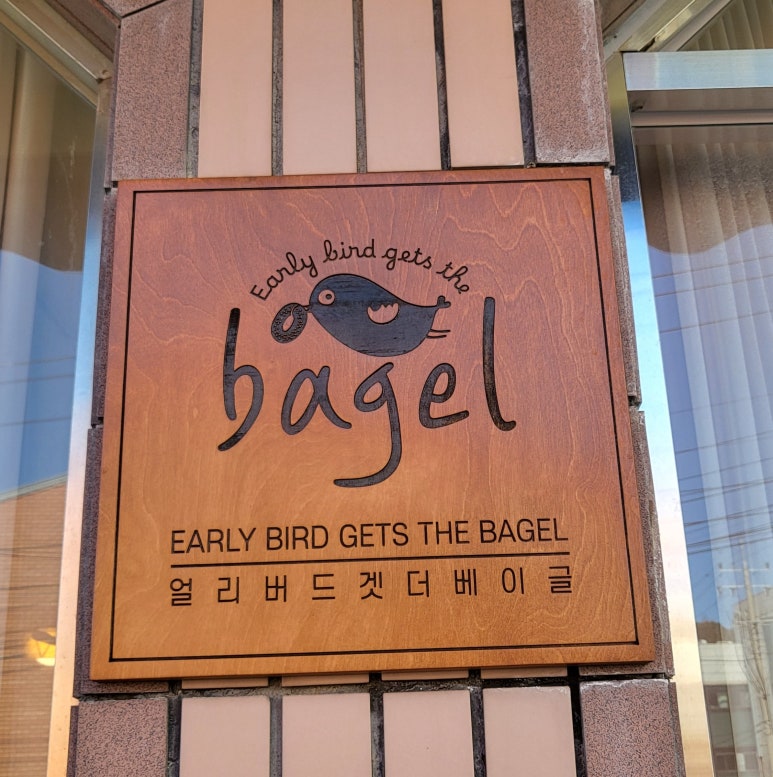 Early bird gets the
bagel
EARLY BIRD GETS THE BAGEL
얼리버드겟더베이글